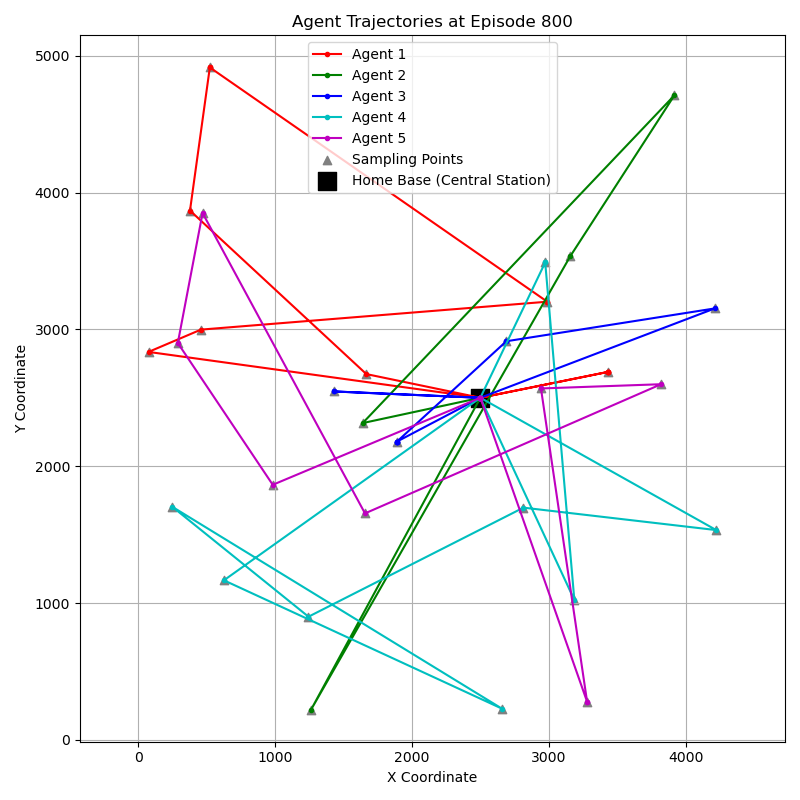 Agent Trajectories at Episode 800
Agent 1
Agent 2
Agent 3
Agent 4
Agent 5
Sampling Points
Home Base (Central Station)
Y Coordinate
5000
4000
3000
2000
1000
0
0 1000 2000 3000 4000
X Coordinate